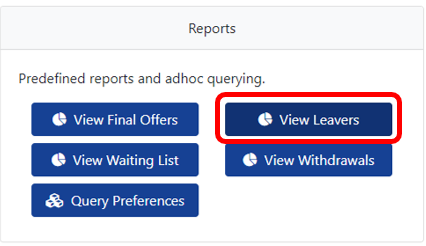 Reports
Predefined reports and adhoc querying.
View Final Offers
View Leavers
View Waiting List
View Withdrawals
Query Preferences